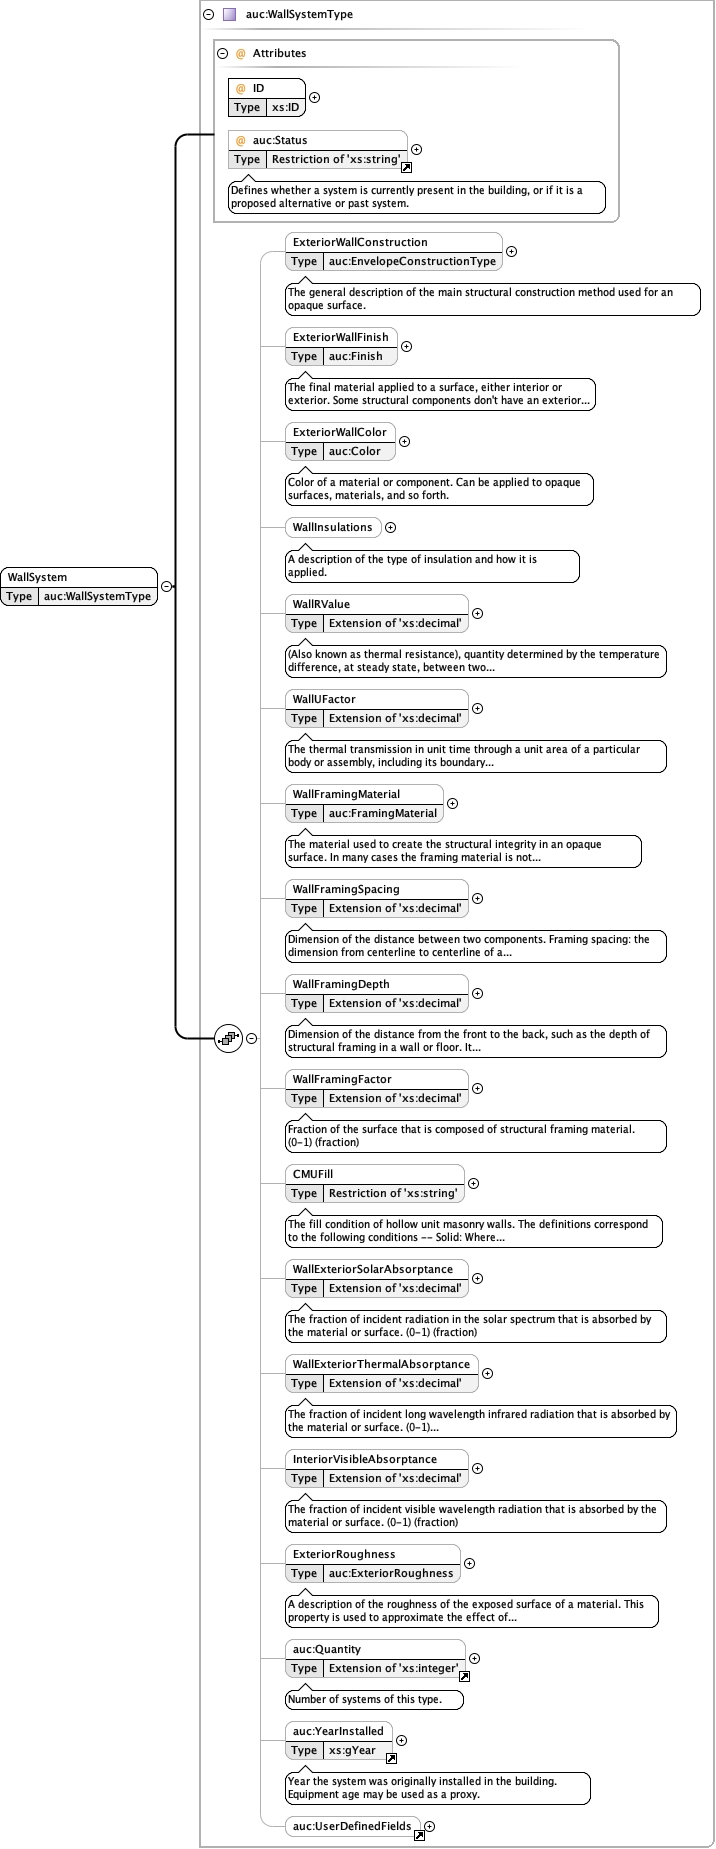 auc:WallSystemType
@ Attributes
@ ID
Type xs:ID
@ auc:Status
Type Restriction of 'xs:string'
Defines whether a system is currently present in the building, or if it is a
proposed alternative or past system.
ExteriorWallConstruction
Type auc:EnvelopeConstructionType
The general description of the main structural construction method used for an
opaque surface.
ExteriorWallFinish
Type auc:Finish
The final material applied to a surface, either interior or
exterior. Some structural components don't have an exterior...
ExteriorWallColor
Type auc:Color
Color of a material or component. Can be applied to opaque
surfaces, materials, and so forth.
WallInsulations
A description of the type of insulation and how it is
applied.
WallSystem
Type auc:WallSystemType
WallRValue
Type Extension of 'xs:decimal'
(Also known as thermal resistance), quantity determined by the temperature
difference, at steady state, between two...
WallUFactor
Type Extension of 'xs:decimal'
The thermal transmission in unit time through a unit area of a particular
body or assembly, including its boundary...
WallFramingMaterial
Type auc:FramingMaterial
The material used to create the structural integrity in an opaque
surface. In many cases the framing material is not...
WallFramingSpacing
Type Extension of 'xs:decimal'
Dimension of the distance between two components. Framing spacing: the
dimension from centerline to centerline of a...
WallFramingDepth
Type Extension of 'xs:decimal'
Dimension of the distance from the front to the back, such as the depth of
structural framing in a wall or floor. It...
WallFramingFactor
Type Extension of 'xs:decimal'
Fraction of the surface that is composed of structural framing material.
(0-1) (fraction)
CMUFill
Type Restriction of 'xs:string'
The fill condition of hollow unit masonry walls. The definitions correspond
to the following conditions -- Solid: Where...
WallExteriorSolarAbsorptance
Type Extension of 'xs:decimal'
The fraction of incident radiation in the solar spectrum that is absorbed by
the material or surface. (0-1) (fraction)
WallExteriorThermalAbsorptance
Type Extension of 'xs:decimal'
The fraction of incident long wavelength infrared radiation that is absorbed by
the material or surface. (0-1)...
InteriorVisibleAbsorptance
Type Extension of 'xs:decimal'
The fraction of incident visible wavelength radiation that is absorbed by the
material or surface. (0-1) (fraction)
ExteriorRoughness
Type auc:ExteriorRoughness
A description of the roughness of the exposed surface of a material. This
property is used to approximate the effect of...
auc:Quantity
Type Extension of 'xs:integer'
Number of systems of this type.
auc:YearInstalled
Type xs:gYear
Year the system was originally installed in the building.
Equipment age may be used as a proxy.
auc:UserDefinedFields